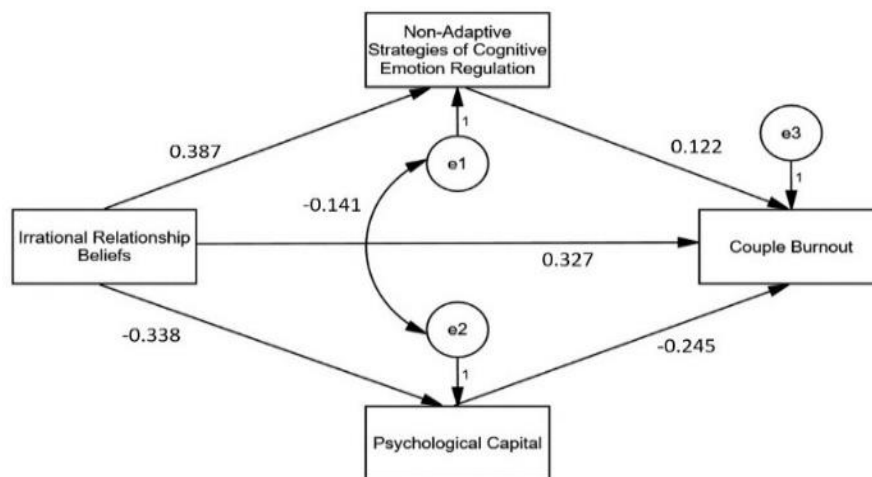 Non-Adaptive
Strategies of Cognitive
Emotion Regulation
e3
1
0.387
e1
0.122
1
-0.141
Irrational Relationship
Beliefs
0.327
Couple Burnout
-0.338
e2
-0.245
1
Psychological Capital